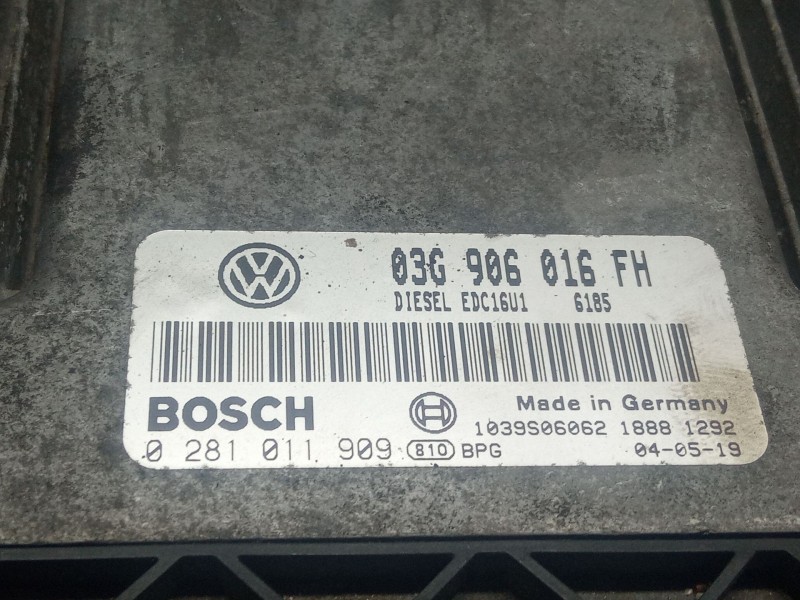 03G 906 016 FH
DIESEL EDC16U1 6185
BOSCH
Made in Germany
1039S06062 1888 1292
0 281 011 909 810 BPG 04-05-19